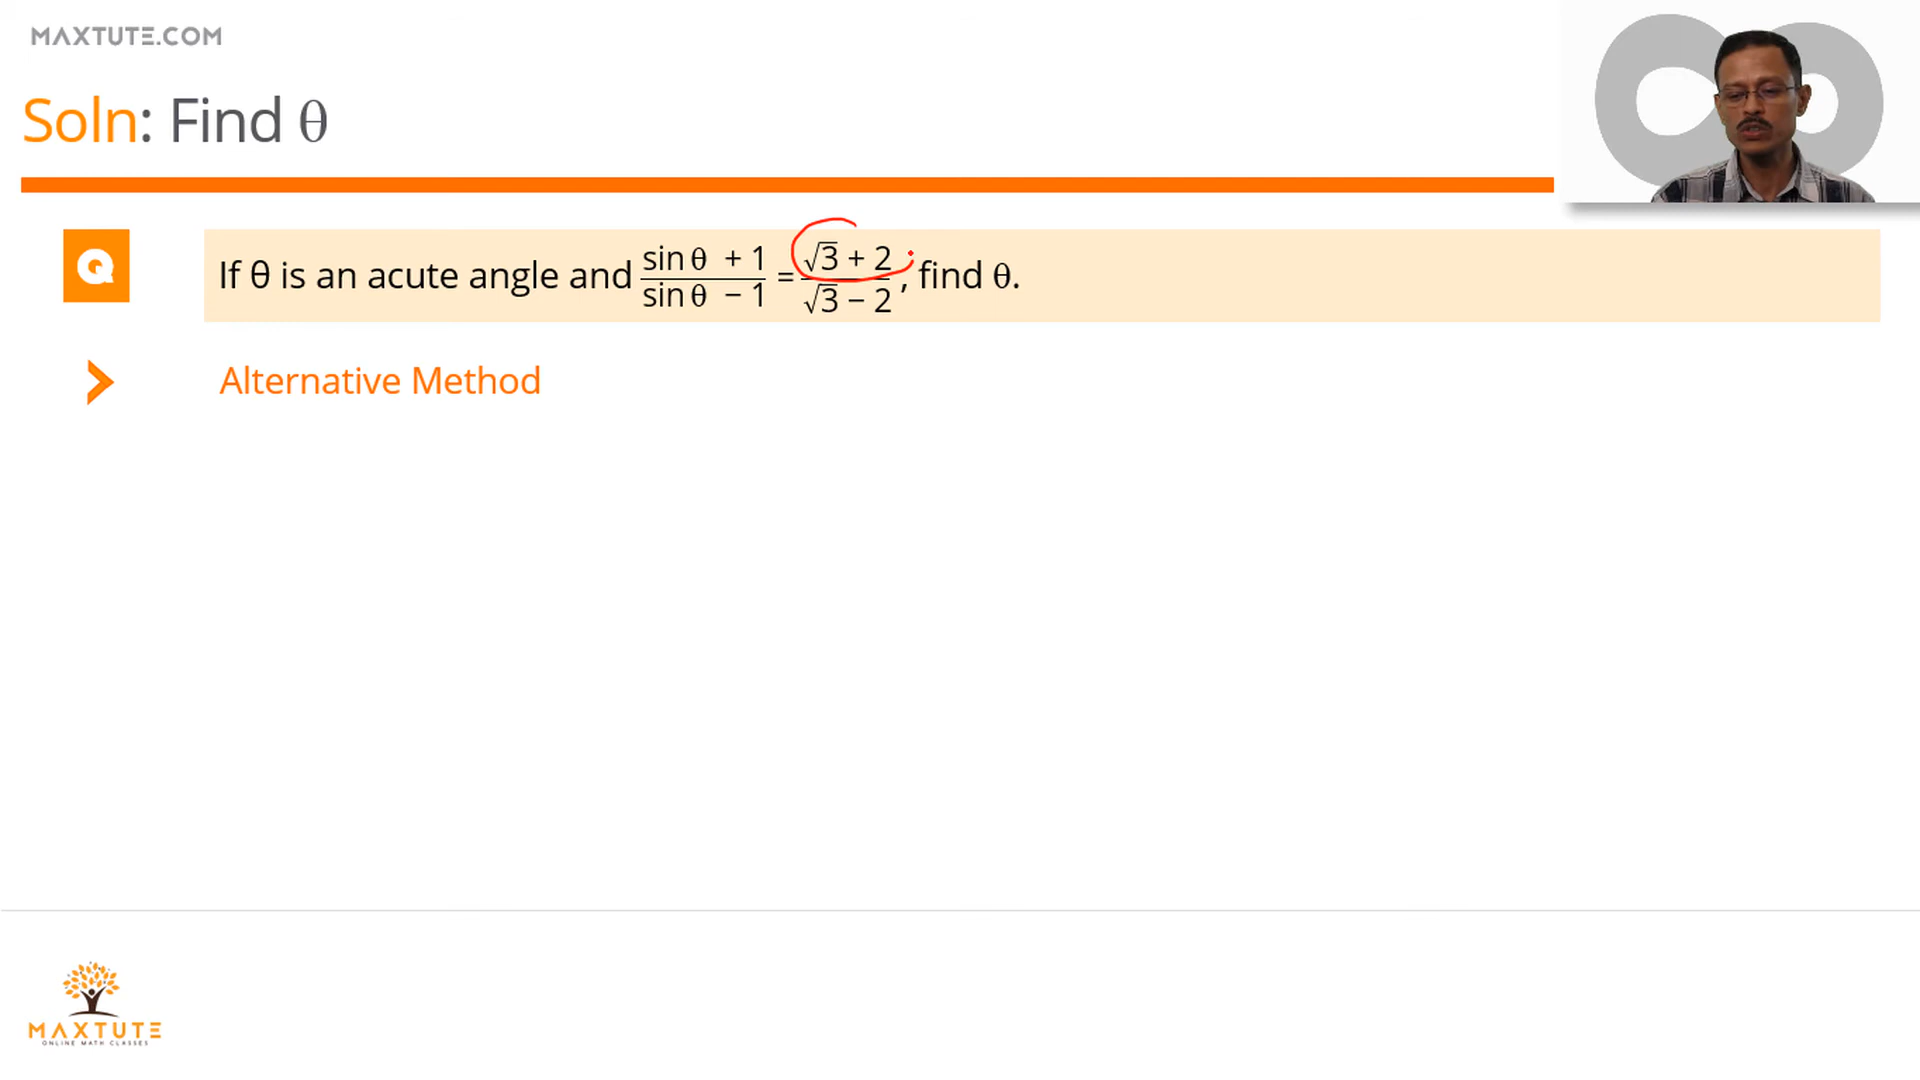 MAXTUTE.COM
Soln: Find θ
Q
If θ is an acute angle and (sin θ + 1)/(sin θ − 1) = (√3 + 2)/(√3 − 2), find θ.
Alternative Method
MAXTUTE
ONLINE MATH CLASSES